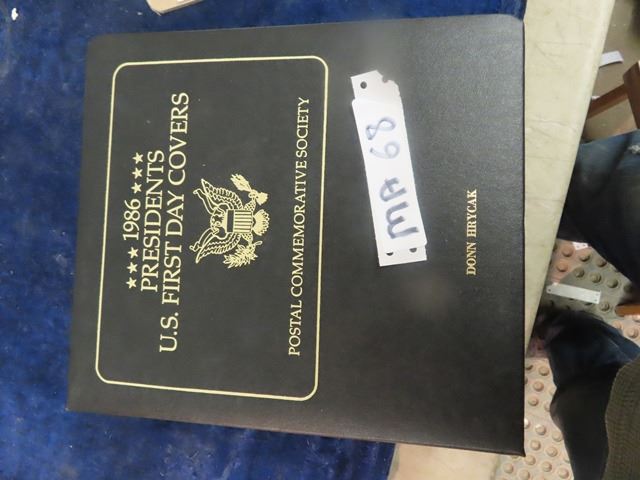 ★★★ 1986 ★★★
PRESIDENTS
U.S. FIRST DAY COVERS
POSTAL COMMEMORATIVE SOCIETY
MA 68
DONN HRYCAK